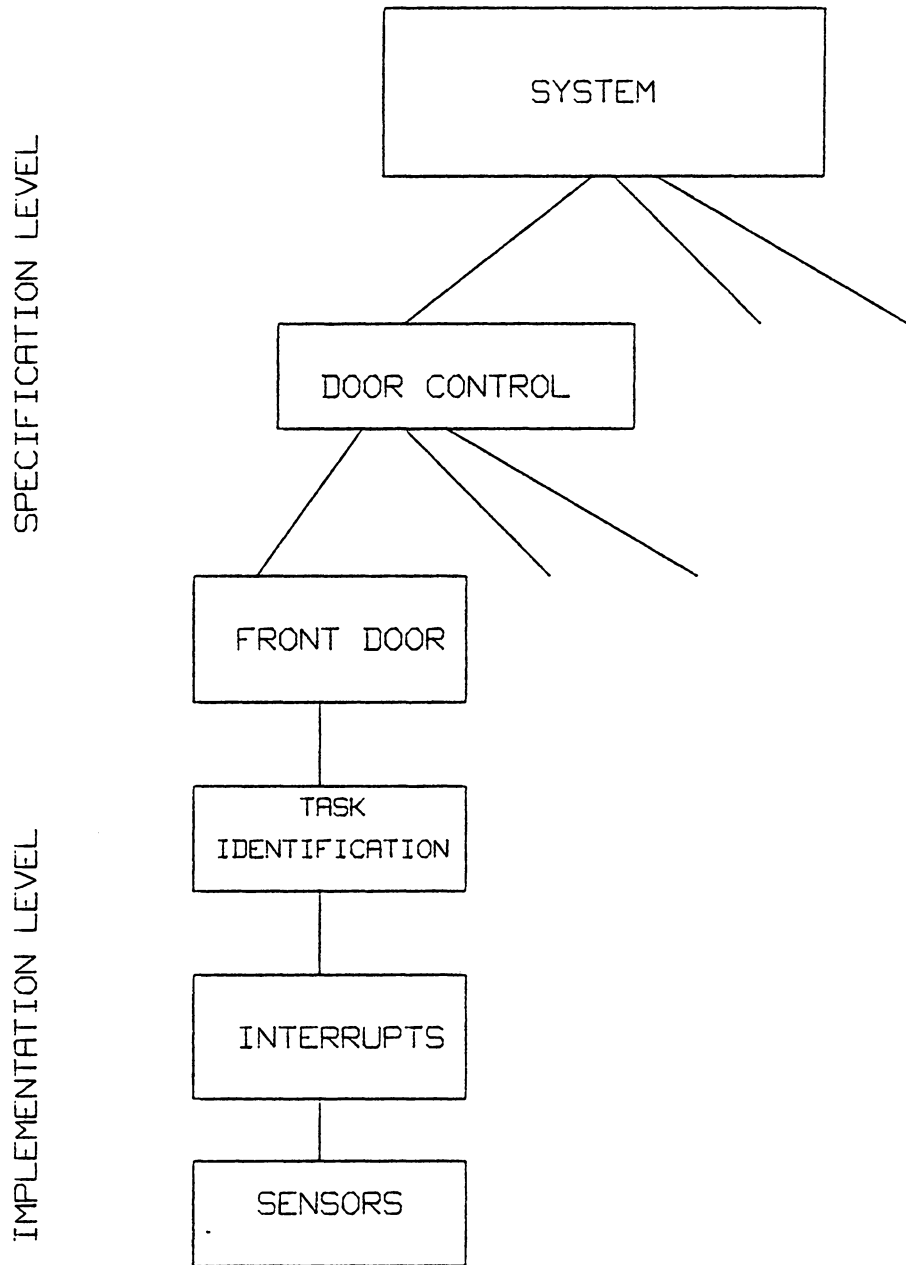 SYSTEM
SPECIFICATION LEVEL
DOOR CONTROL
FRONT DOOR
TASK
IDENTIFICATION
IMPLEMENTATION LEVEL
INTERRUPTS
SENSORS